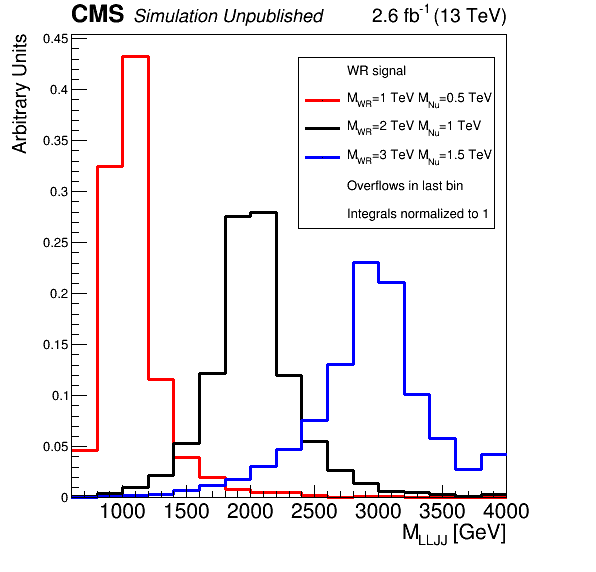 CMS Simulation Unpublished 2.6 fb-1 (13 TeV)
Arbitrary Units
0.45
0.4
0.35
0.3
0.25
0.2
0.15
0.1
0.05
0
WR signal
MWR=1 TeV MNu=0.5 TeV
MWR=2 TeV MNu=1 TeV
MWR=3 TeV MNu=1.5 TeV
Overflows in last bin
Integrals normalized to 1
1000 1500 2000 2500 3000 3500 4000
MLLJJ [GeV]